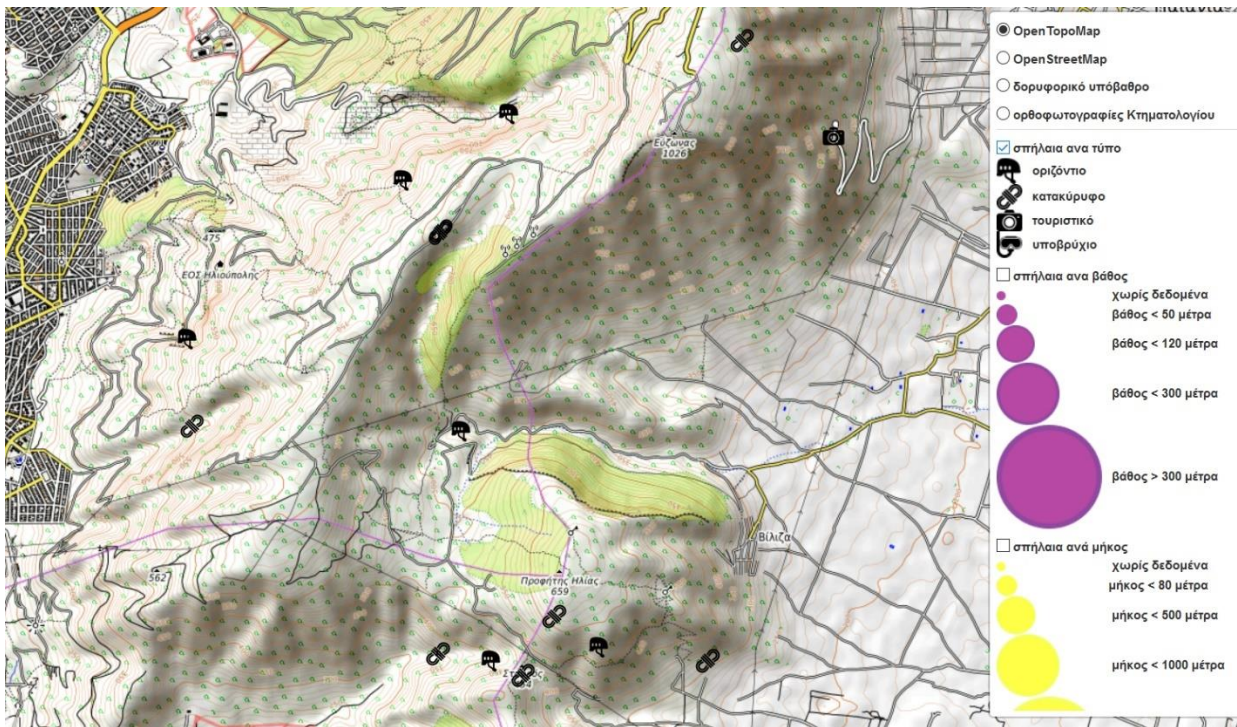 Εύζωνας
1026
475
ΕΟΣ Ηλιούπολης
Βίλιζα
562
Προφήτης Ηλίας
659
OpenTopoMap
OpenStreetMap
δορυφορικό υπόβαθρο
ορθοφωτογραφίες Κτηματολογίου
σπήλαια ανα τύπο
οριζόντιο
κατακύρυφο
τουριστικό
υποβρύχιο
σπήλαια ανα βάθος
χωρίς δεδομένα
βάθος < 50 μέτρα
βάθος < 120 μέτρα
βάθος < 300 μέτρα
βάθος > 300 μέτρα
σπήλαια ανά μήκος
χωρίς δεδομένα
μήκος < 80 μέτρα
μήκος < 500 μέτρα
μήκος < 1000 μέτρα